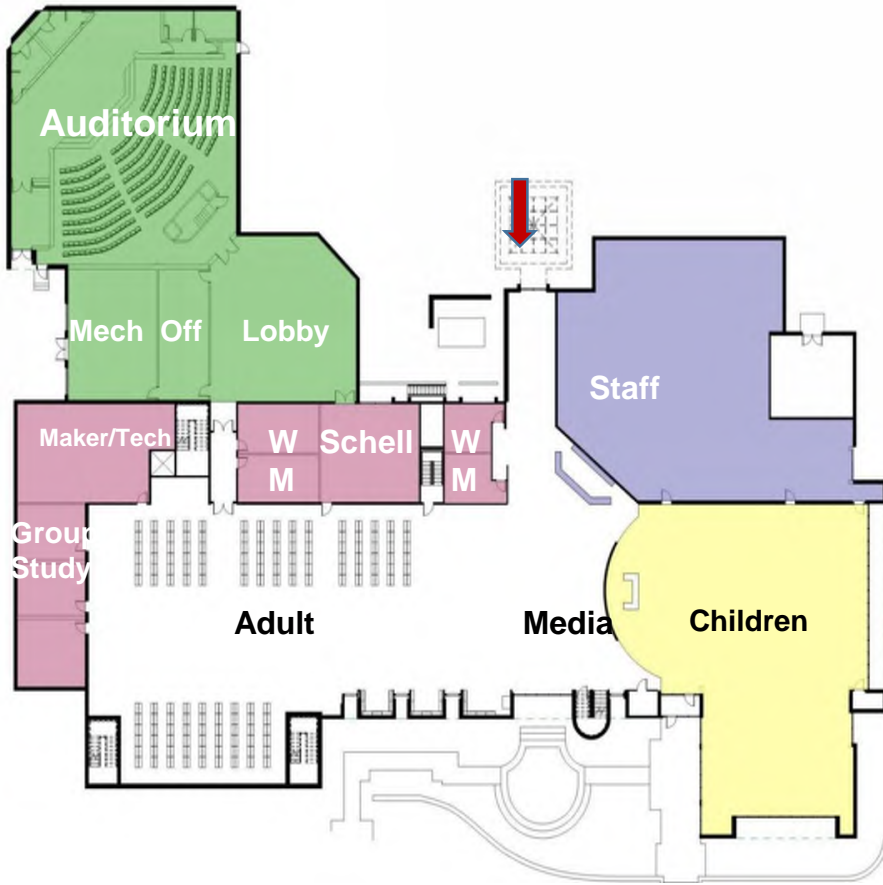 Auditorium
Mech
Off
Lobby
Staff
Maker/Tech
W
M
Schell
W
M
Group
Study
Adult
Media
Children